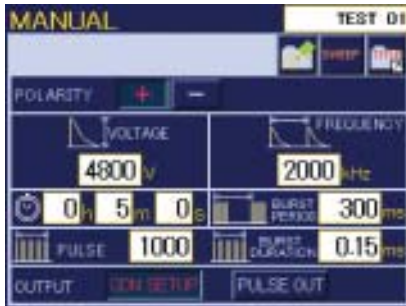 MANUAL TEST 01
SWEEP
POLARITY + −
VOLTAGE FREQUENCY
4800 V 2000 kHz
0 h 5 m 0 s BURST PERIOD 300 ms
PULSE 1000 BURST DURATION 0.15 ms
OUTPUT CDN SETUP PULSE OUT